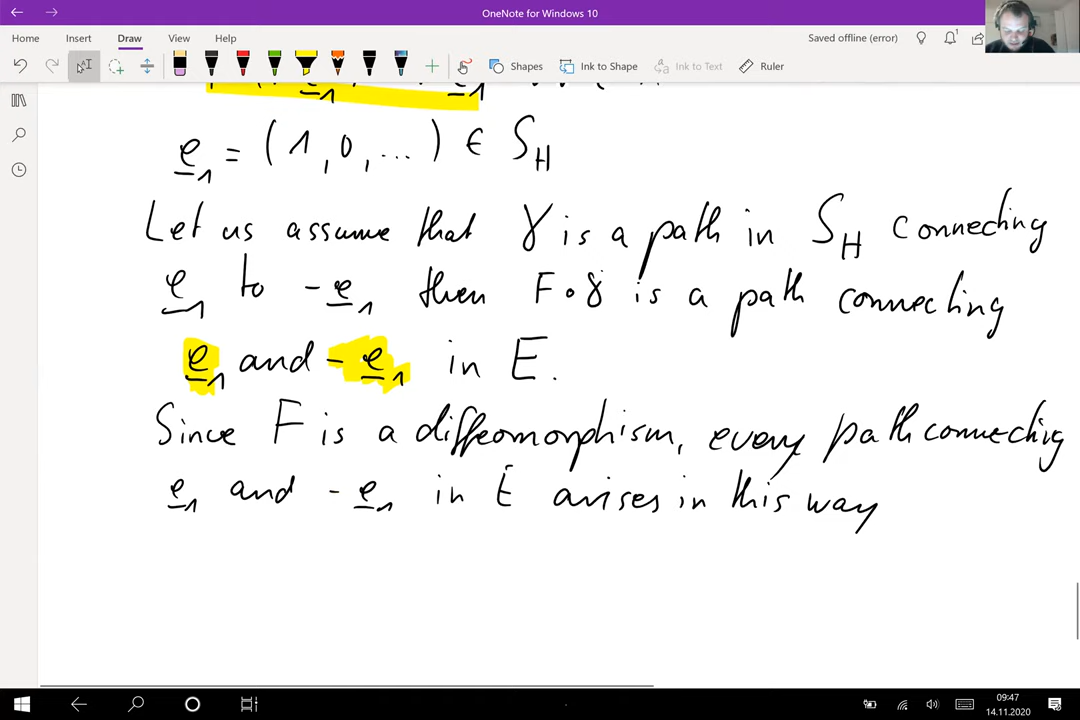 OneNote for Windows 10
Home Insert Draw View Help Saved offline (error)
Shapes Ink to Shape Ink to Text Ruler
e₁ = (1, 0, ...) ∈ S_H
Let us assume that γ is a path in S_H connecting
e₁ to -e₁ then F∘γ is a path connecting
e₁ and -e₁ in E.
Since F is a diffeomorphism, every path connecting
e₁ and -e₁ in E arises in this way
09:47
14.11.2020